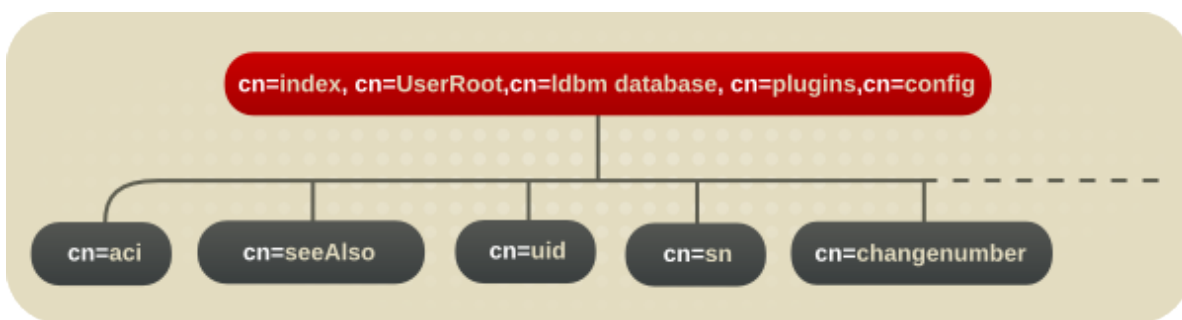 cn=index, cn=UserRoot,cn=ldbm database, cn=plugins,cn=config
cn=aci
cn=seeAlso
cn=uid
cn=sn
cn=changenumber